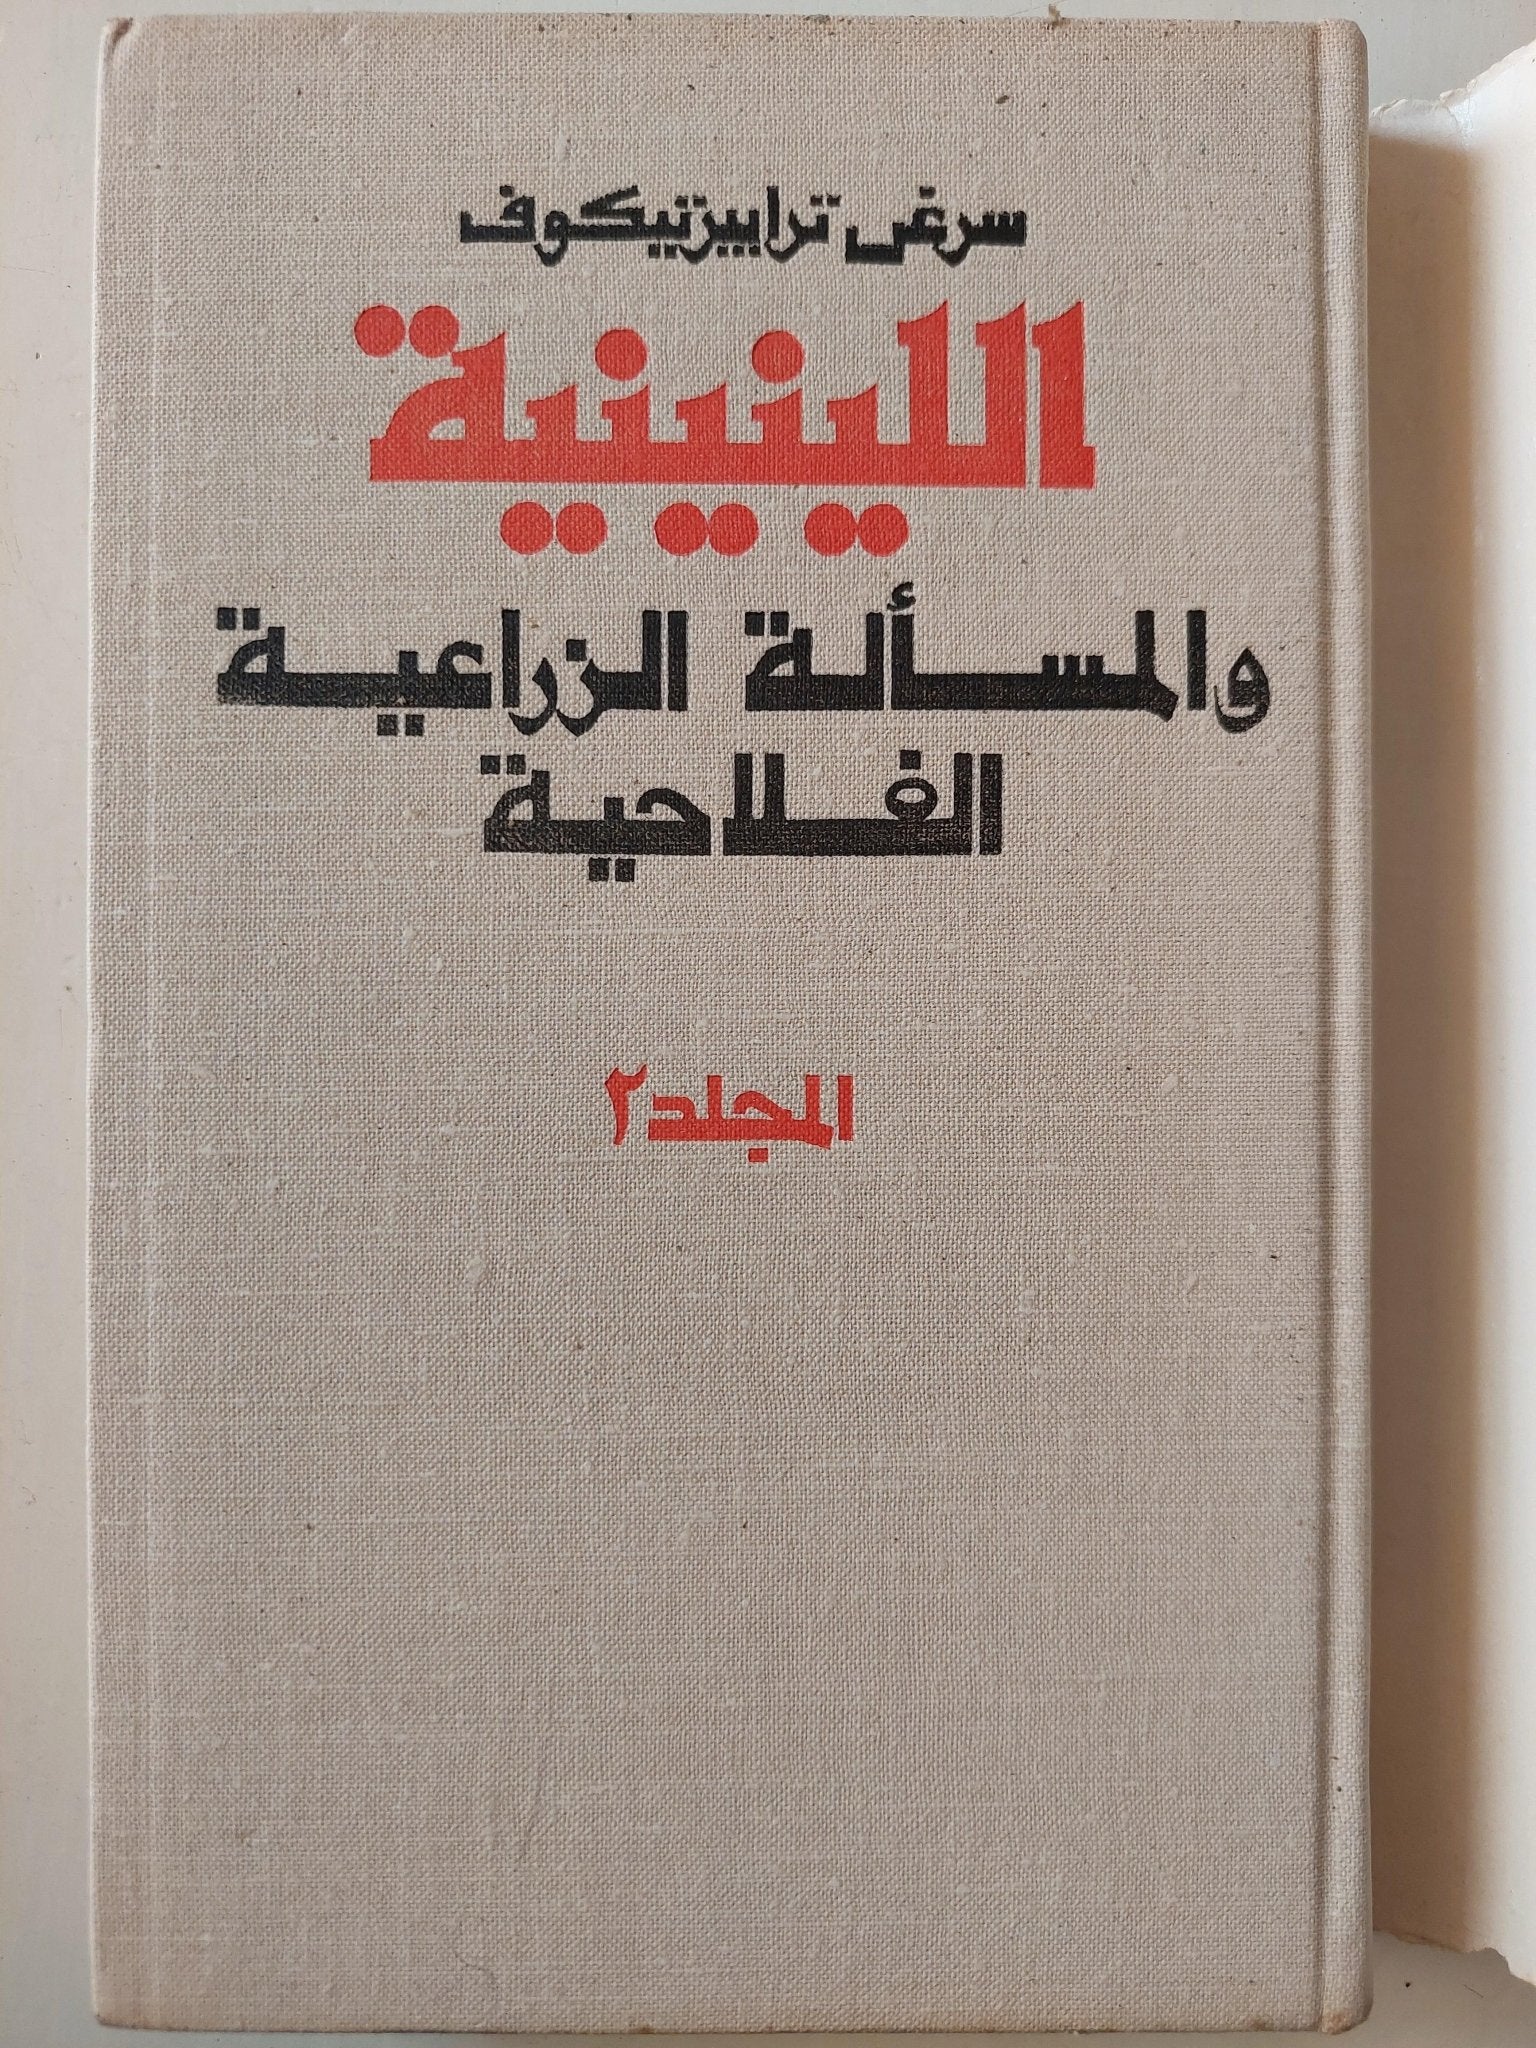 سرغي ترابيزنيكوف
اللينينية
والمسألة الزراعية
الفلاحية
المجلد ٢